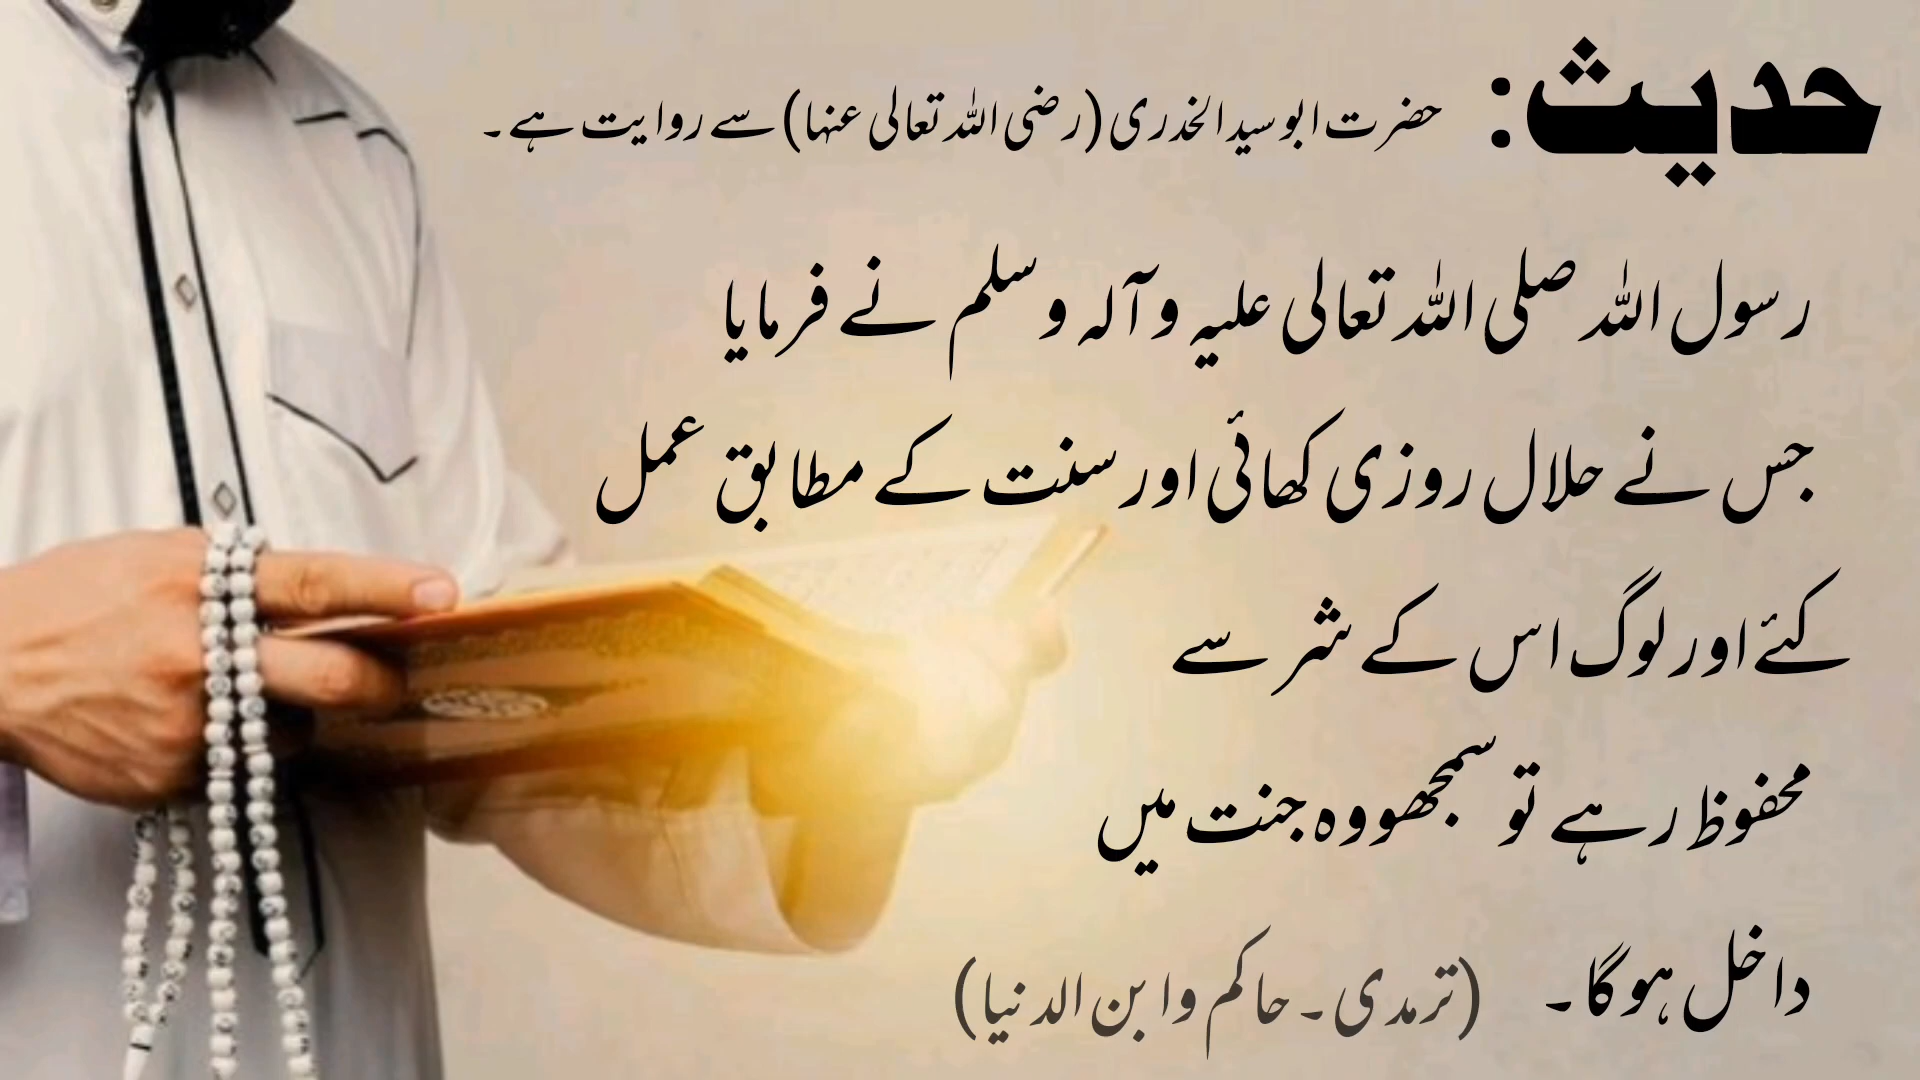 حدیث: حضرت ابو سید الخدری (رضی اللہ تعالی عنہا) سے روایت ہے۔
رسول اللہ صلی اللہ تعالی علیہ وآلہ وسلم نے فرمایا
جس نے حلال روزی کھائی اور سنت کے مطابق عمل
کئے اور لوگ اس کے شر سے
محفوظ رہے تو سمجھو وہ جنت میں
داخل ہوگا۔ (ترمدی۔ حاکم وابن الدنیا)